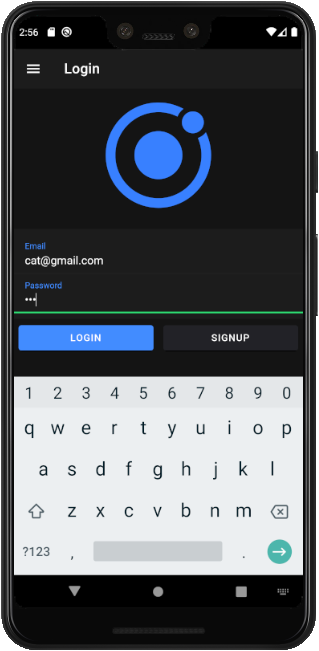 2:56
Login
Email
cat@gmail.com
Password
•••
LOGIN SIGNUP
1 2 3 4 5 6 7 8 9 0
q w e r t y u i o p
a s d f g h j k l
z x c v b n m
?123 , .